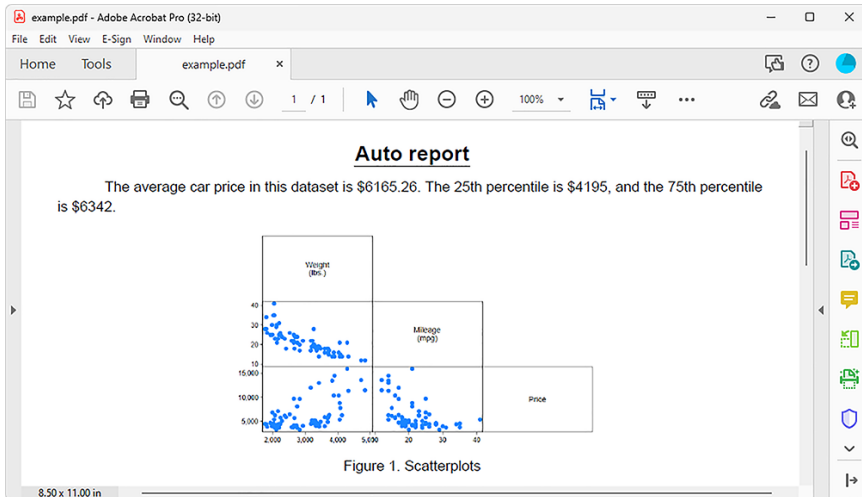 example.pdf - Adobe Acrobat Pro (32-bit)
File Edit View E-Sign Window Help
Home Tools example.pdf ×
1 / 1 100%
Auto report
The average car price in this dataset is $6165.26. The 25th percentile is $4195, and the 75th percentile
is $6342.
Weight
(lbs.)
40
30
20
10
Mileage
(mpg)
15,000
10,000
5,000
Price
2,000 3,000 4,000 5,000 20 30 40
Figure 1. Scatterplots
8.50 x 11.00 in